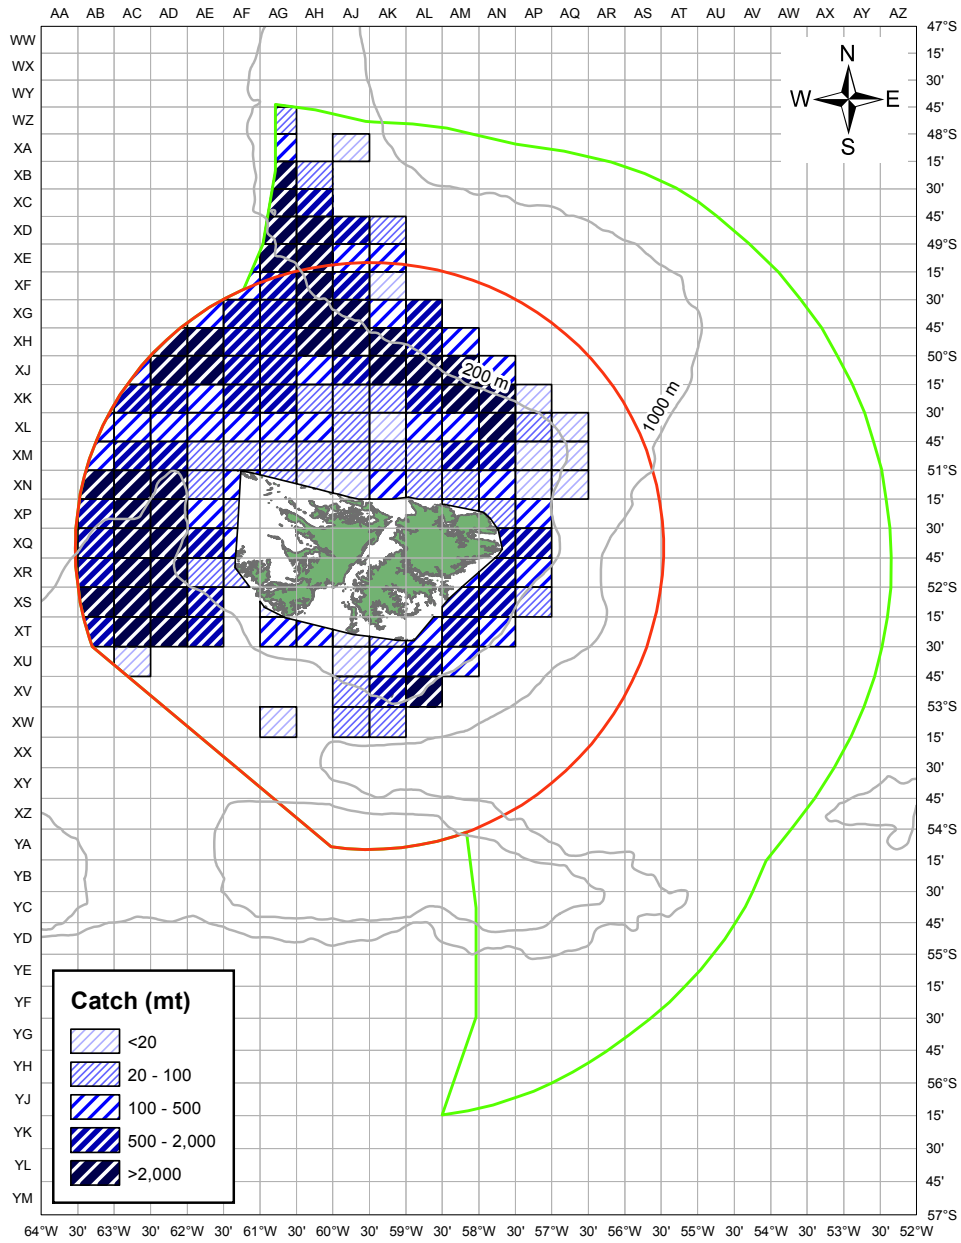 AA AB AC AD AE AF AG AH AJ AK AL AM AN AP AQ AR AS AT AU AV AW AX AY AZ
47°S
WW
15'
WX
30'
WY
45'
WZ
48°S
XA
15'
XB
30'
XC
45'
XD
49°S
XE
15'
XF
30'
XG
45'
XH
50°S
XJ
15'
XK
30'
XL
45'
XM
51°S
XN
15'
XP
30'
XQ
45'
XR
52°S
XS
15'
XT
30'
XU
45'
XV
53°S
XW
15'
XX
30'
XY
45'
XZ
54°S
YA
15'
YB
30'
YC
45'
YD
55°S
YE
15'
YF
30'
YG
45'
YH
56°S
YJ
15'
YK
30'
YL
45'
YM
57°S
N
W E
S
200 m
1000 m
Catch (mt)
<20
20 - 100
100 - 500
500 - 2,000
>2,000
64°W 30' 63°W 30' 62°W 30' 61°W 30' 60°W 30' 59°W 30' 58°W 30' 57°W 30' 56°W 30' 55°W 30' 54°W 30' 53°W 30' 52°W